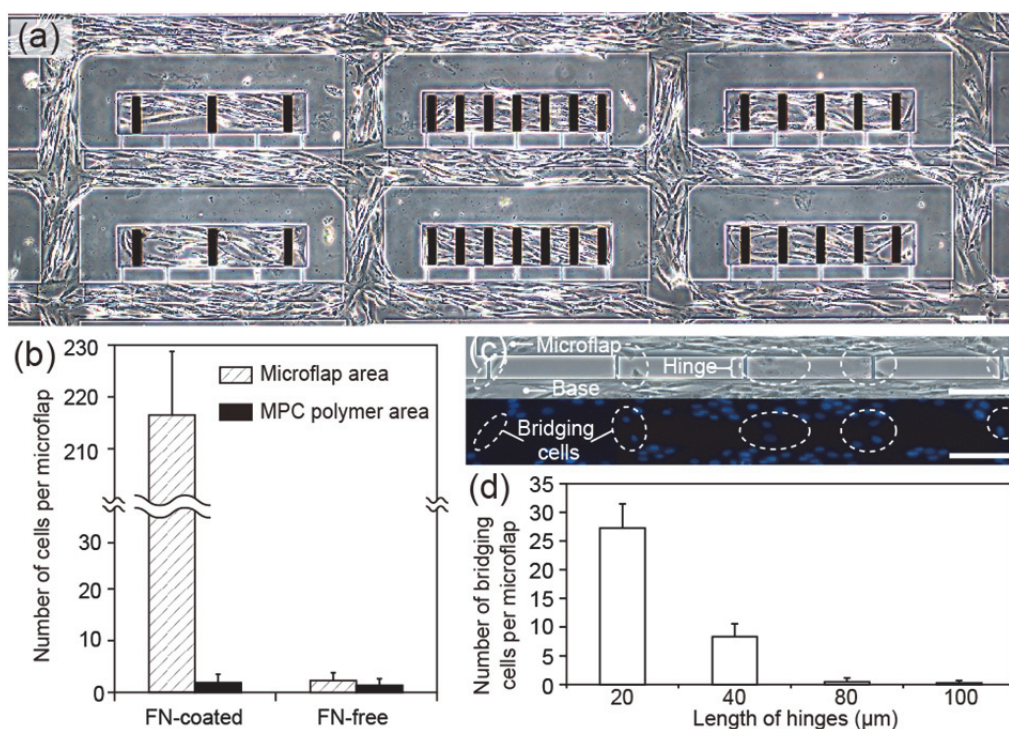 (a)
(b)
230
220
210
30
20
10
0
Number of cells per microflap
Microflap area
MPC polymer area
FN-coated
FN-free
(c)
Microflap
Hinge
Base
Bridging
cells
(d)
Number of bridging
cells per microflap
35
30
25
20
15
10
5
0
20 40 80 100
Length of hinges (µm)